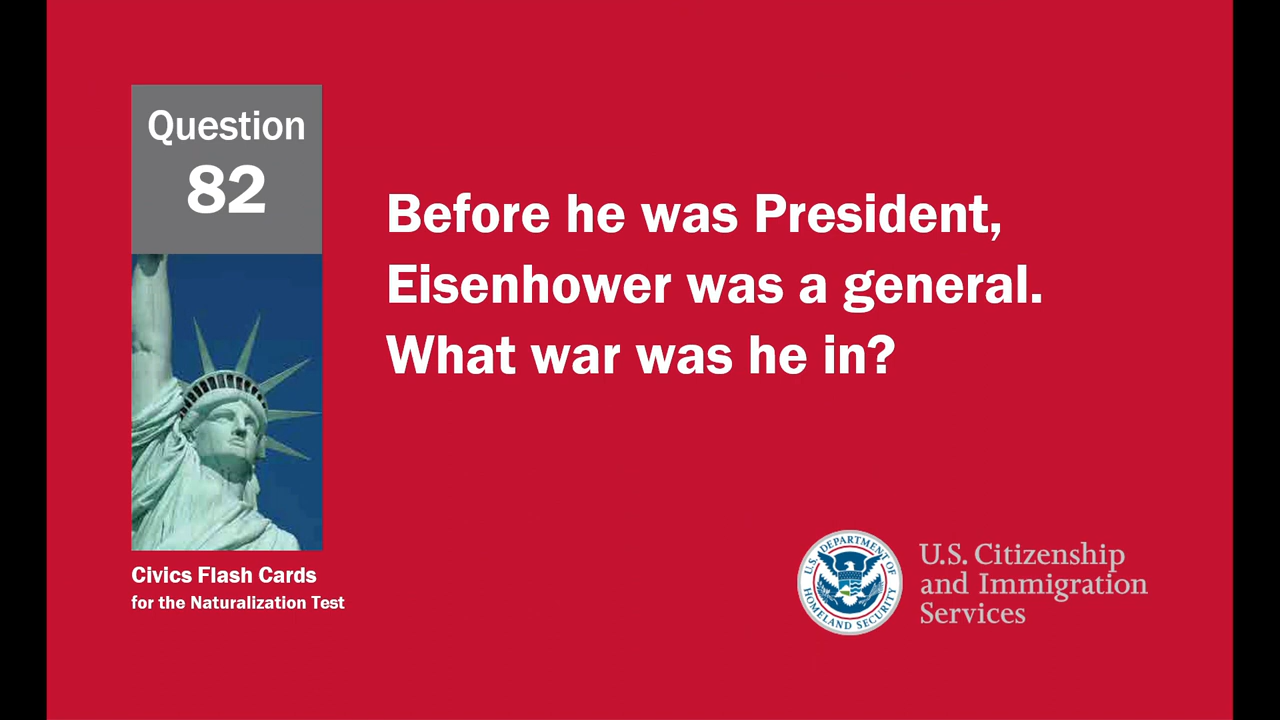 Question
82
Before he was President,
Eisenhower was a general.
What war was he in?
Civics Flash Cards
for the Naturalization Test
U.S. DEPARTMENT OF
HOMELAND SECURITY
U.S. Citizenship
and Immigration
Services